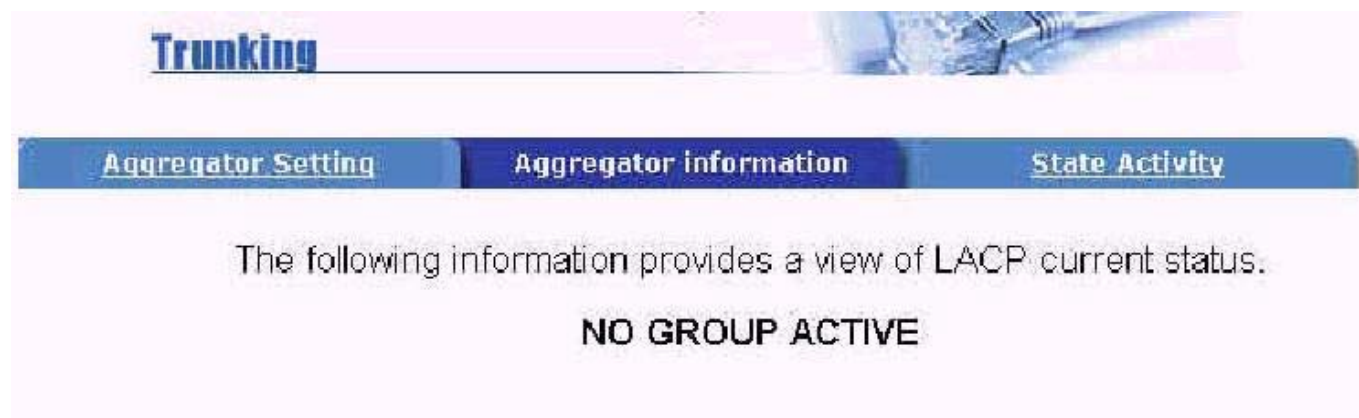 Trunking
Aggregator Setting Aggregator information State Activity
The following information provides a view of LACP current status.
NO GROUP ACTIVE